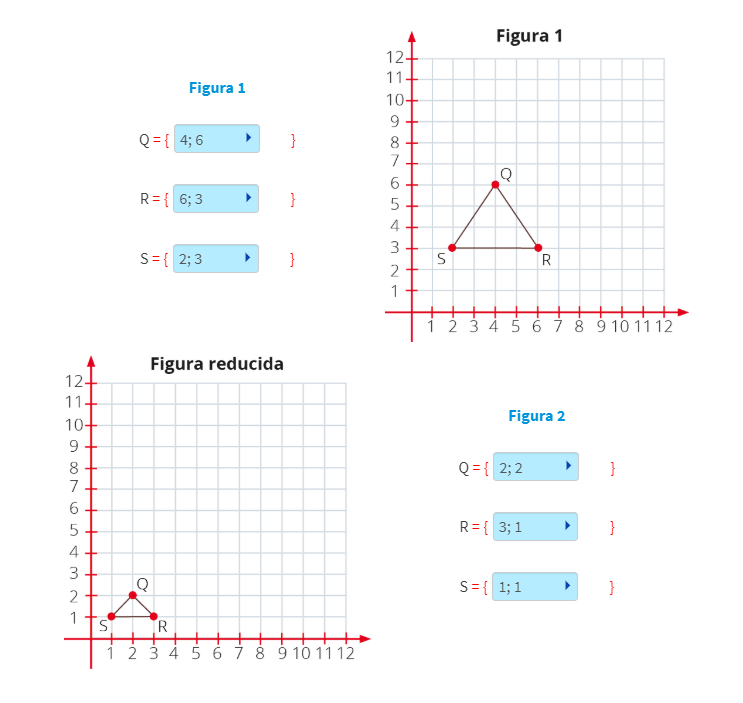 Figura 1
Q = { 4; 6 }
R = { 6; 3 }
S = { 2; 3 }
Figura 1
12
11
10
9
8
7
6
5
4
3
2
1
Q
S
R
1 2 3 4 5 6 7 8 9 10 11 12
Figura reducida
12
11
10
9
8
7
6
5
4
3
2
1
Q
S
R
1 2 3 4 5 6 7 8 9 10 11 12
Figura 2
Q = { 2; 2 }
R = { 3; 1 }
S = { 1; 1 }